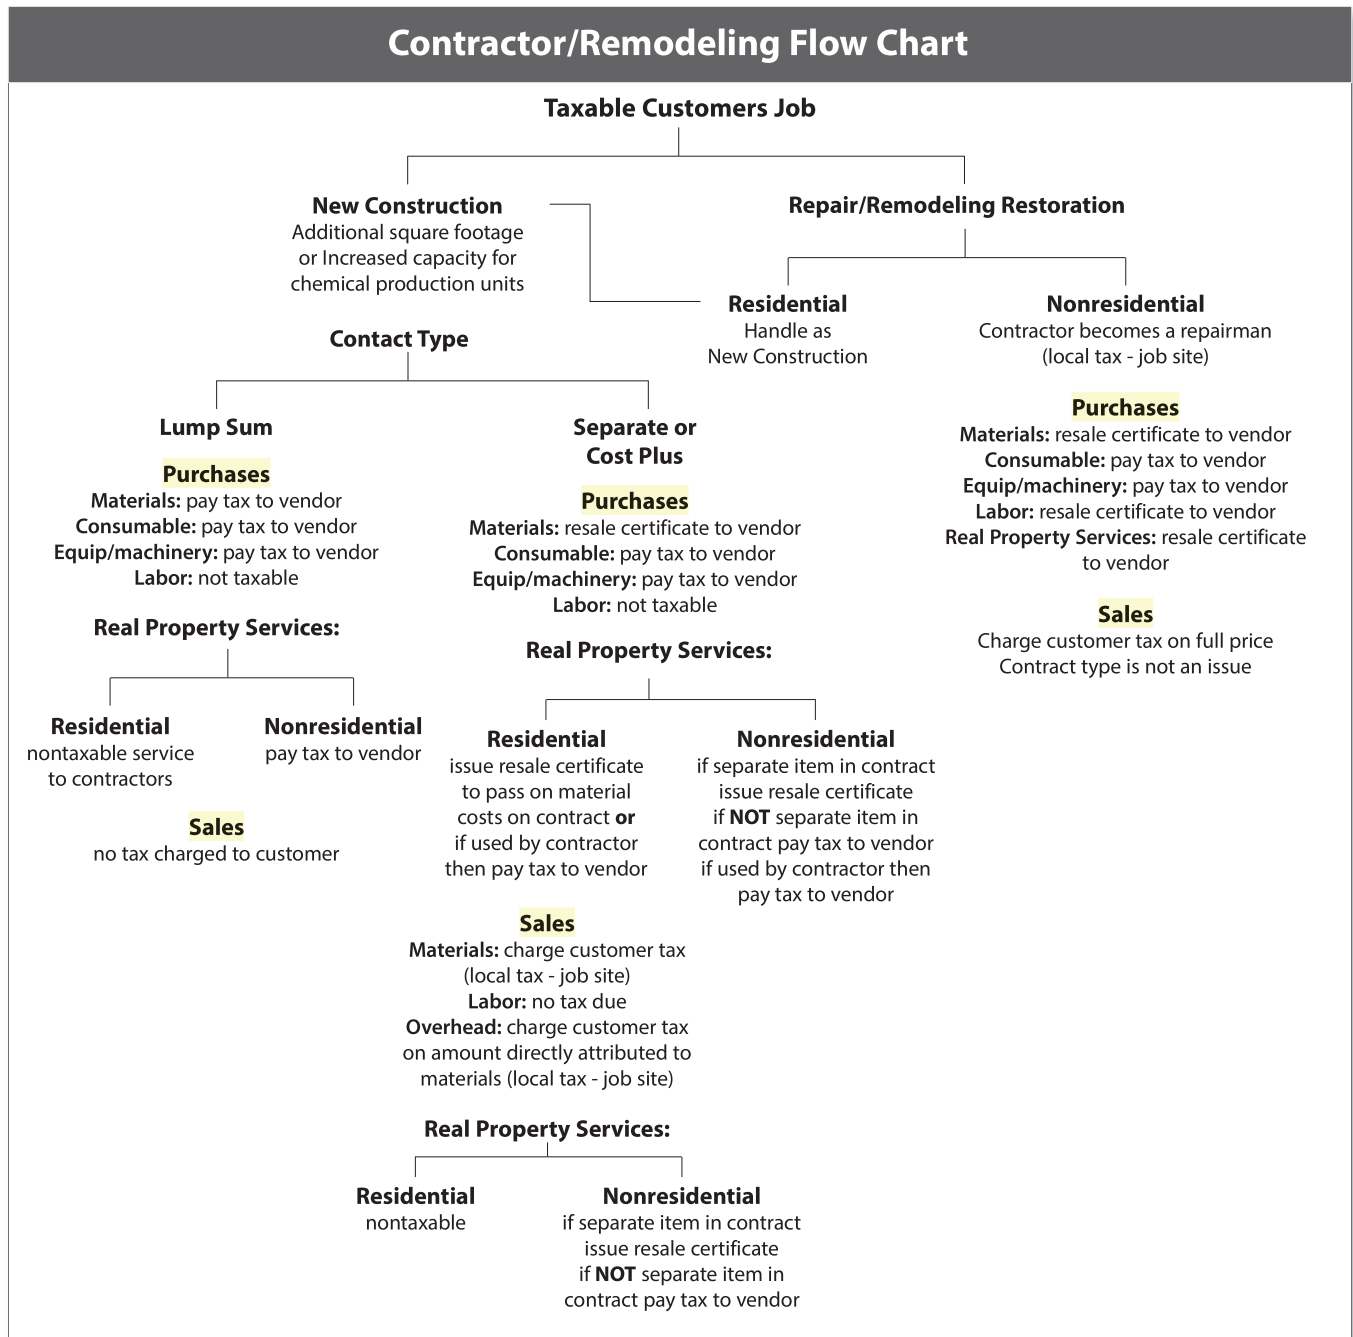 Contractor/Remodeling Flow Chart
Taxable Customers Job
New Construction
Additional square footage
or Increased capacity for
chemical production units
Repair/Remodeling Restoration
Residential
Handle as
New Construction
Nonresidential
Contractor becomes a repairman
(local tax - job site)
Purchases
Materials: resale certificate to vendor
Consumable: pay tax to vendor
Equip/machinery: pay tax to vendor
Labor: resale certificate to vendor
Real Property Services: resale certificate
to vendor
Sales
Charge customer tax on full price
Contract type is not an issue
Contact Type
Lump Sum
Purchases
Materials: pay tax to vendor
Consumable: pay tax to vendor
Equip/machinery: pay tax to vendor
Labor: not taxable
Real Property Services:
Residential
nontaxable service
to contractors
Nonresidential
pay tax to vendor
Sales
no tax charged to customer
Separate or
Cost Plus
Purchases
Materials: resale certificate to vendor
Consumable: pay tax to vendor
Equip/machinery: pay tax to vendor
Labor: not taxable
Real Property Services:
Residential
issue resale certificate
to pass on material
costs on contract or
if used by contractor
then pay tax to vendor
Nonresidential
if separate item in contract
issue resale certificate
if NOT separate item in
contract pay tax to vendor
if used by contractor then
pay tax to vendor
Sales
Materials: charge customer tax
(local tax - job site)
Labor: no tax due
Overhead: charge customer tax
on amount directly attributed to
materials (local tax - job site)
Real Property Services:
Residential
nontaxable
Nonresidential
if separate item in contract
issue resale certificate
if NOT separate item in
contract pay tax to vendor